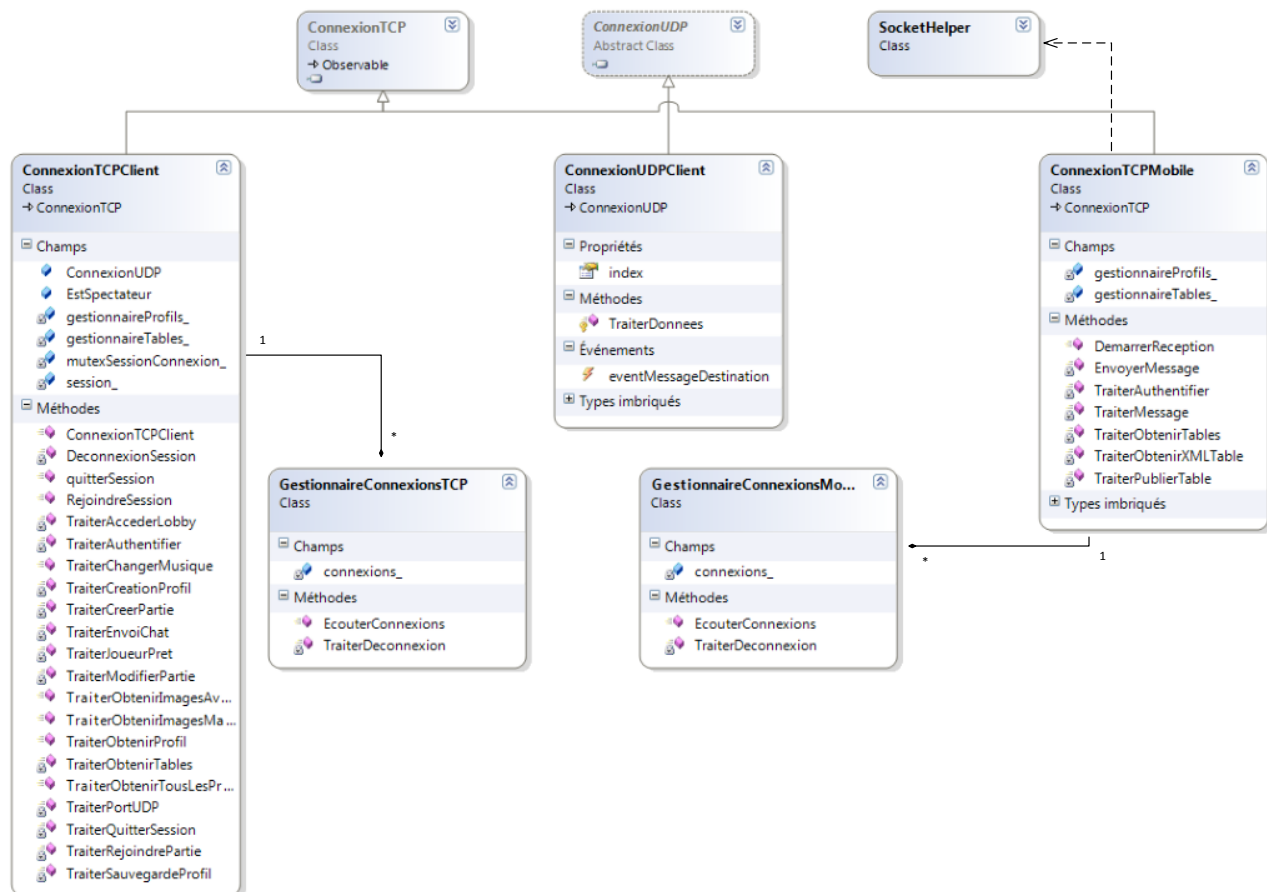 ConnexionTCP
Class
Observable
ConnexionUDP
Abstract Class
SocketHelper
Class
ConnexionTCPClient
Class
ConnexionTCP
Champs
ConnexionUDP
EstSpectateur
gestionnaireProfils_
gestionnaireTables_
mutexSessionConnexion_
session_
Méthodes
ConnexionTCPClient
DeconnexionSession
quitterSession
RejoindreSession
TraiterAccederLobby
TraiterAuthentifier
TraiterChangerMusique
TraiterCreationProfil
TraiterCreerPartie
TraiterEnvoiChat
TraiterJoueurPret
TraiterModifierPartie
TraiterObtenirImagesAv...
TraiterObtenirImagesMa...
TraiterObtenirProfil
TraiterObtenirTables
TraiterObtenirTousLesPr...
TraiterPortUDP
TraiterQuitterSession
TraiterRejoindrePartie
TraiterSauvegardeProfil
1
*
ConnexionUDPClient
Class
ConnexionUDP
Propriétés
index
Méthodes
TraiterDonnees
Événements
eventMessageDestination
Types imbriqués
ConnexionTCPMobile
Class
ConnexionTCP
Champs
gestionnaireProfils_
gestionnaireTables_
Méthodes
DemarrerReception
EnvoyerMessage
TraiterAuthentifier
TraiterMessage
TraiterObtenirTables
TraiterObtenirXMLTable
TraiterPublierTable
Types imbriqués
GestionnaireConnexionsTCP
Class
Champs
connexions_
Méthodes
EcouterConnexions
TraiterDeconnexion
GestionnaireConnexionsMo...
Class
Champs
connexions_
Méthodes
EcouterConnexions
TraiterDeconnexion
*
1